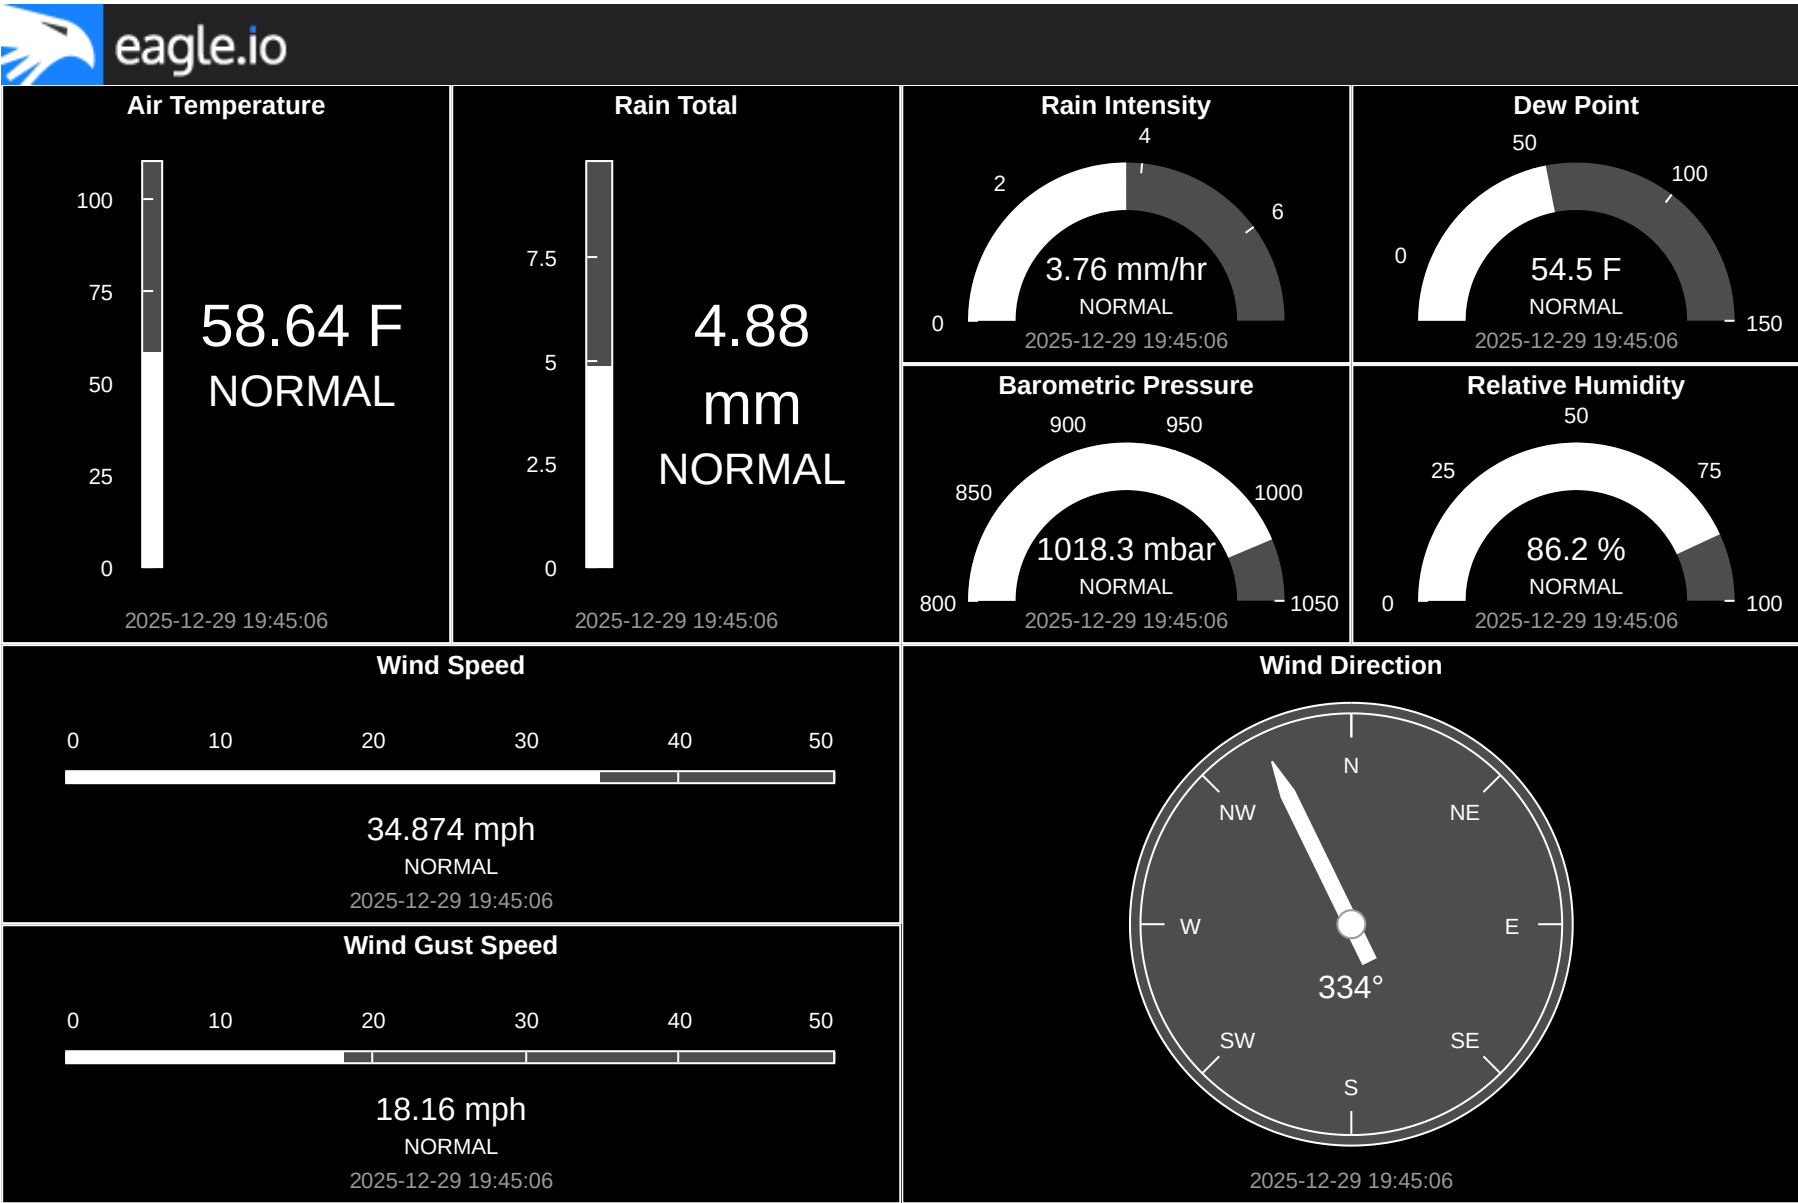 eagle.io
Air Temperature
100
75
50
25
0
58.64 F
NORMAL
2025-12-29 19:45:06
Rain Total
7.5
5
2.5
0
4.88
mm
NORMAL
2025-12-29 19:45:06
Rain Intensity
0
2
4
6
3.76 mm/hr
NORMAL
2025-12-29 19:45:06
Dew Point
0
50
100
150
54.5 F
NORMAL
2025-12-29 19:45:06
Barometric Pressure
800
850
900
950
1000
1050
1018.3 mbar
NORMAL
2025-12-29 19:45:06
Relative Humidity
0
25
50
75
100
86.2 %
NORMAL
2025-12-29 19:45:06
Wind Speed
0 10 20 30 40 50
34.874 mph
NORMAL
2025-12-29 19:45:06
Wind Gust Speed
0 10 20 30 40 50
18.16 mph
NORMAL
2025-12-29 19:45:06
Wind Direction
N
NW NE
W E
334°
SW SE
S
2025-12-29 19:45:06